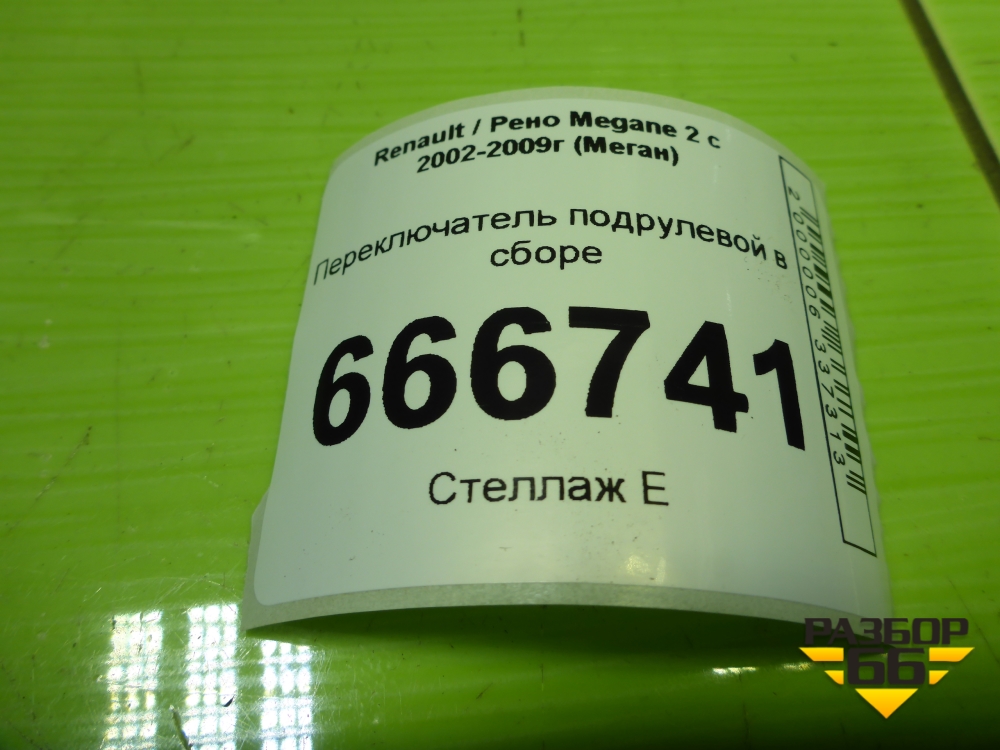 Renault / Рено Megane 2 с
2002-2009г (Меган)
Переключатель подрулевой в
сборе
666741
Стеллаж Е
2000006337313
РАЗБОР
66